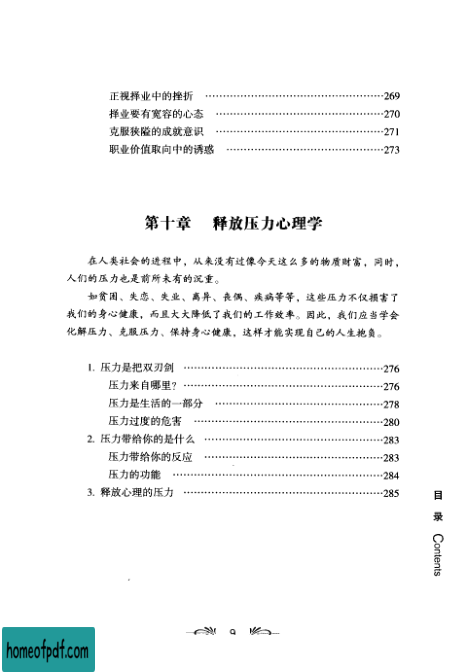 正视择业中的挫折 ………………………………………………269
择业要有宽容的心态 ……………………………………………270
克服狭隘的成就意识 ……………………………………………271
职业价值取向中的诱惑 …………………………………………273
第十章 释放压力心理学
在人类社会的进程中，从来没有过像今天这么多的物质财富，同时，
人们的压力也是前所未有的沉重。
如贫困、失恋、失业、离异、丧偶、疾病等等，这些压力不仅损害了
我们的身心健康，而且大大降低了我们的工作效率。因此，我们应当学会
化解压力、克服压力、保持身心健康，这样才能实现自己的人生抱负。
1. 压力是把双刃剑 ……………………………………………………276
压力来自哪里？……………………………………………………276
压力是生活的一部分 ……………………………………………278
压力过度的危害 …………………………………………………280
2. 压力带给你的是什么 ………………………………………………283
压力带给你的反应 ………………………………………………283
压力的功能 ………………………………………………………284
3. 释放心理的压力 ……………………………………………………285
目
录
Contents
9
homeofpdf.com